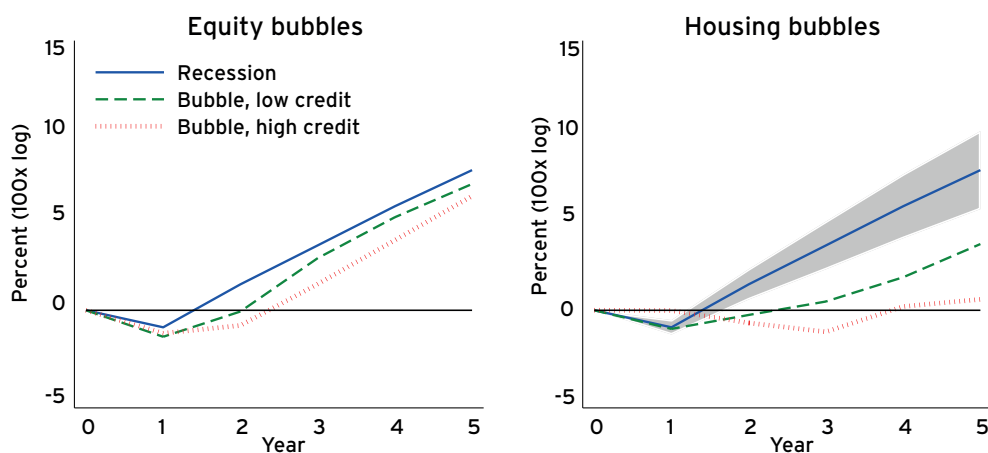 Equity bubbles
Percent (100x log)
15
10
5
0
-5
Recession
Bubble, low credit
Bubble, high credit
0 1 2 3 4 5
Year
Housing bubbles
Percent (100x log)
15
10
5
0
-5
0 1 2 3 4 5
Year